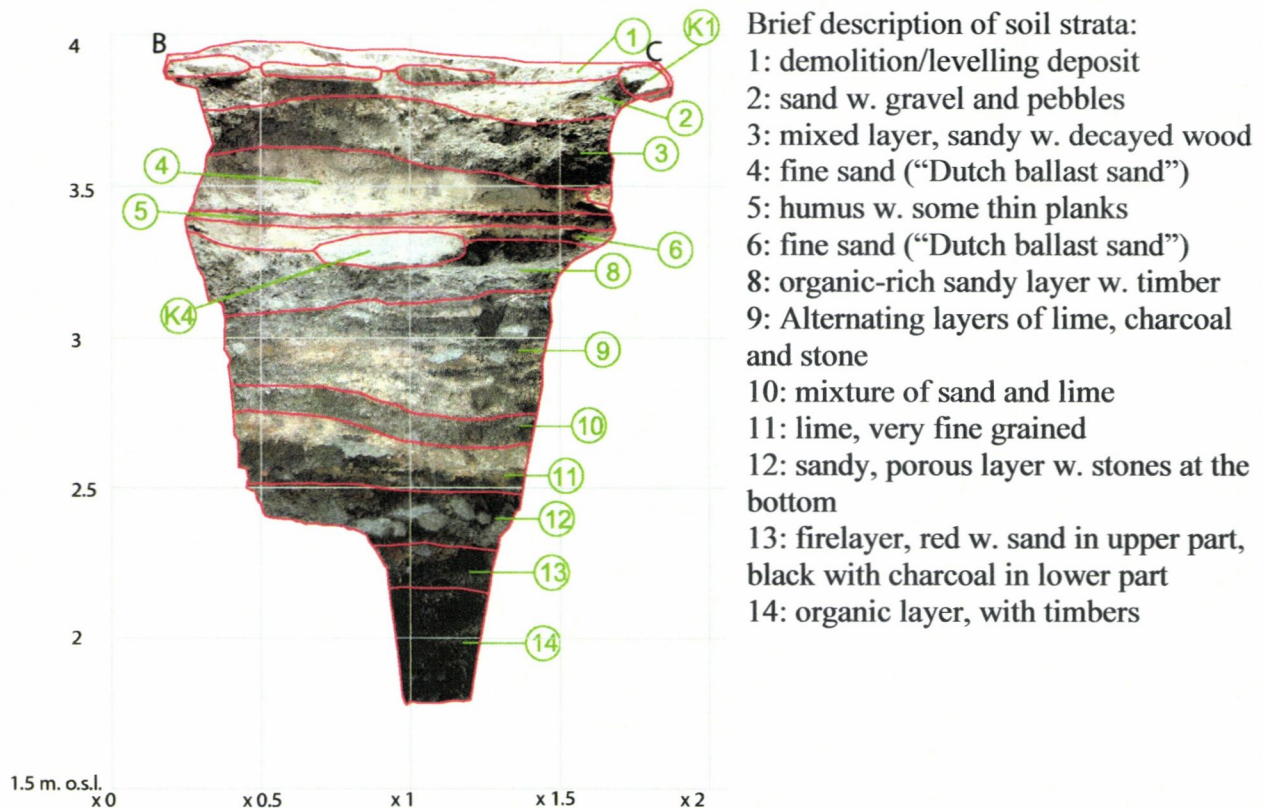 4
B
1
C
K1
2
3
4
3.5
5
6
8
K4
3
9
10
11
2.5
12
13
14
2
1.5 m. o.s.l.
x 0
x 0.5
x 1
x 1.5
x 2
Brief description of soil strata:
1: demolition/levelling deposit
2: sand w. gravel and pebbles
3: mixed layer, sandy w. decayed wood
4: fine sand (“Dutch ballast sand”)
5: humus w. some thin planks
6: fine sand (“Dutch ballast sand”)
8: organic-rich sandy layer w. timber
9: Alternating layers of lime, charcoal
and stone
10: mixture of sand and lime
11: lime, very fine grained
12: sandy, porous layer w. stones at the
bottom
13: firelayer, red w. sand in upper part,
black with charcoal in lower part
14: organic layer, with timbers